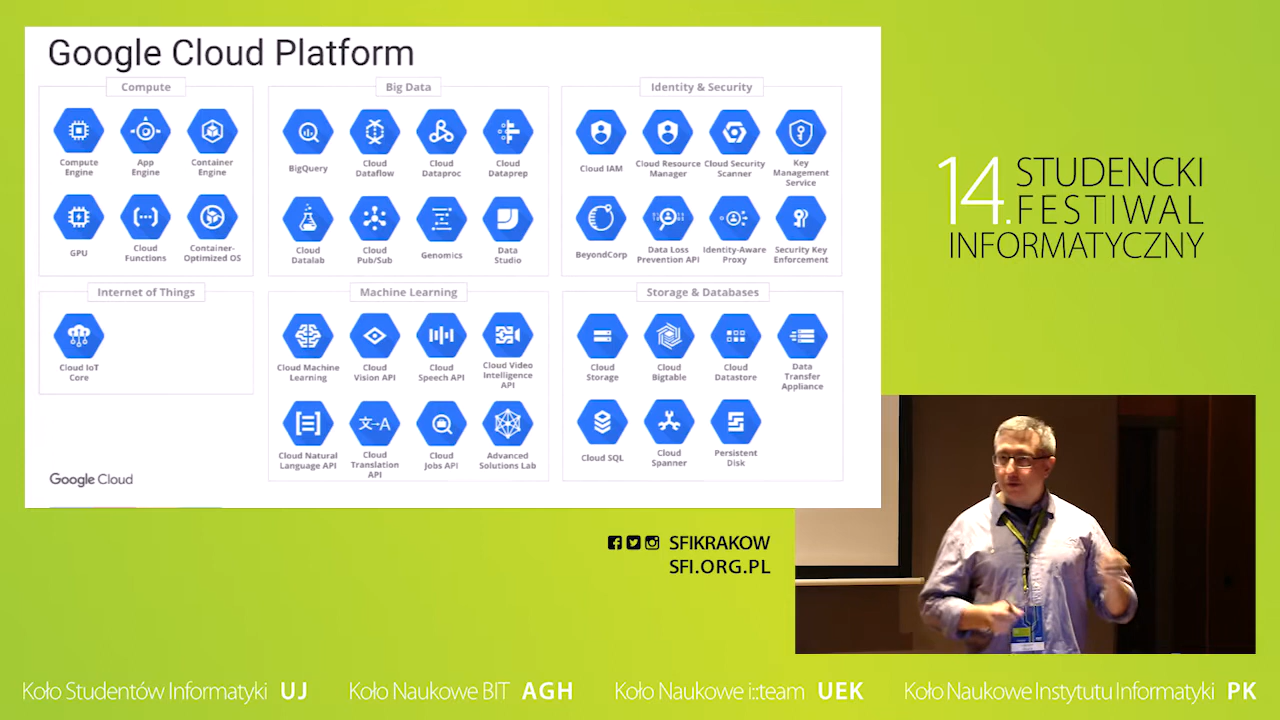 Google Cloud Platform
Compute
Compute
Engine
App
Engine
Container
Engine
GPU
Cloud
Functions
Container-
Optimized OS
Big Data
BigQuery
Cloud
Dataflow
Cloud
Dataproc
Cloud
Dataprep
Cloud
Datalab
Cloud
Pub/Sub
Genomics
Data
Studio
Identity & Security
Cloud IAM
Cloud Resource
Manager
Cloud Security
Scanner
Key
Management
Service
BeyondCorp
Data Loss
Prevention API
Identity-Aware
Proxy
Security Key
Enforcement
Internet of Things
Cloud IoT
Core
Machine Learning
Cloud Machine
Learning
Cloud
Vision API
Cloud
Speech API
Cloud Video
Intelligence
API
Cloud Natural
Language API
文→A
Cloud
Translation
API
Cloud
Jobs API
Advanced
Solutions Lab
Storage & Databases
Cloud
Storage
Cloud
Bigtable
Cloud
Datastore
Data
Transfer
Appliance
Cloud SQL
Cloud
Spanner
Persistent
Disk
Google Cloud
14. STUDENCKI
FESTIWAL
INFORMATYCZNY
SFIKRAKOW
SFI.ORG.PL
Koło Studentów Informatyki UJ
Koło Naukowe BIT AGH
Koło Naukowe i::team UEK
Koło Naukowe Instytutu Informatyki PK